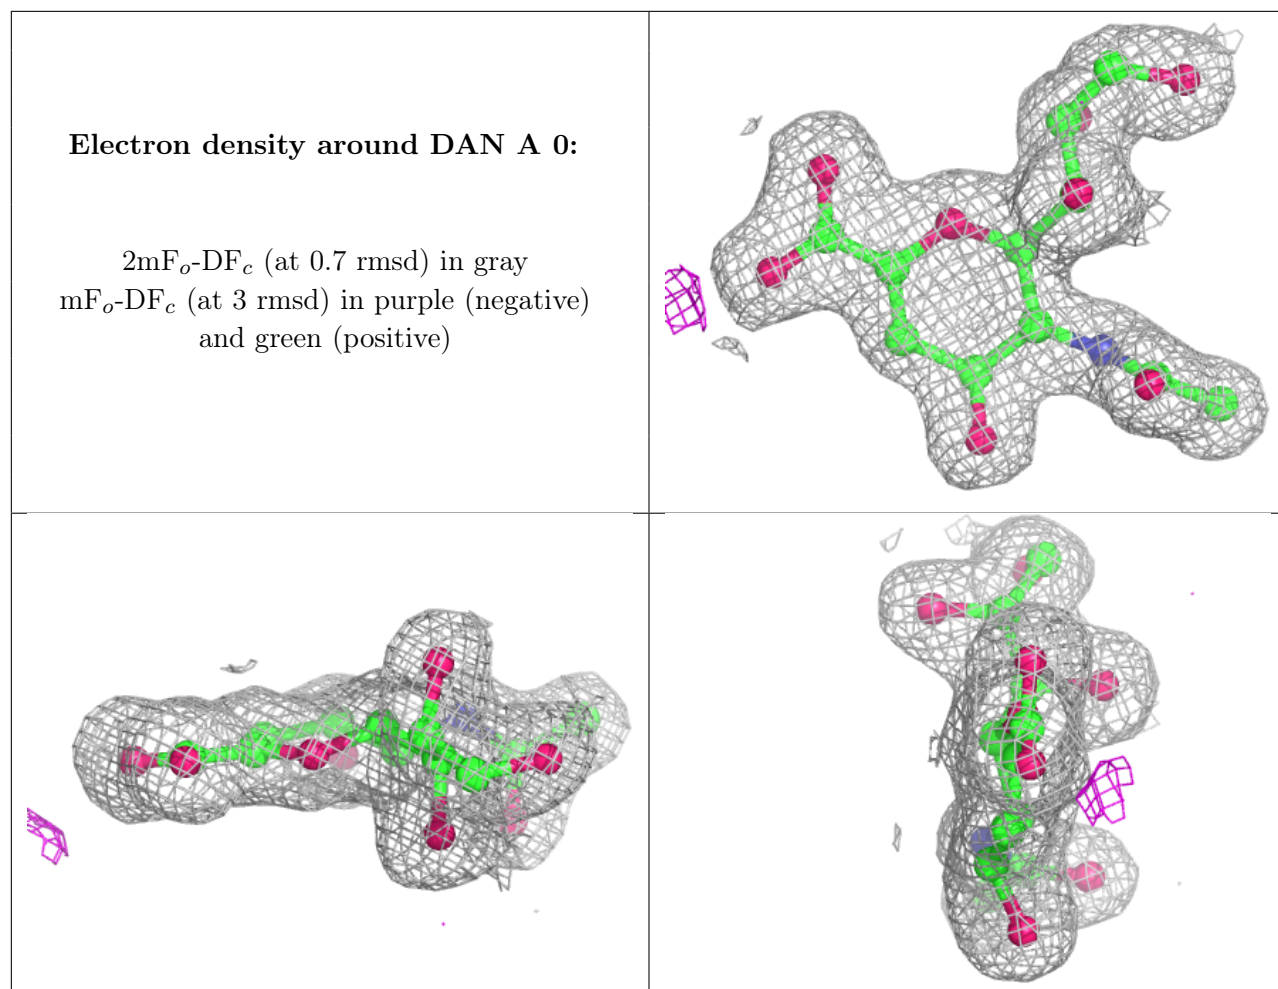 Electron density around DAN A 0:
2mFo-DFc (at 0.7 rmsd) in gray
mFo-DFc (at 3 rmsd) in purple (negative)
and green (positive)